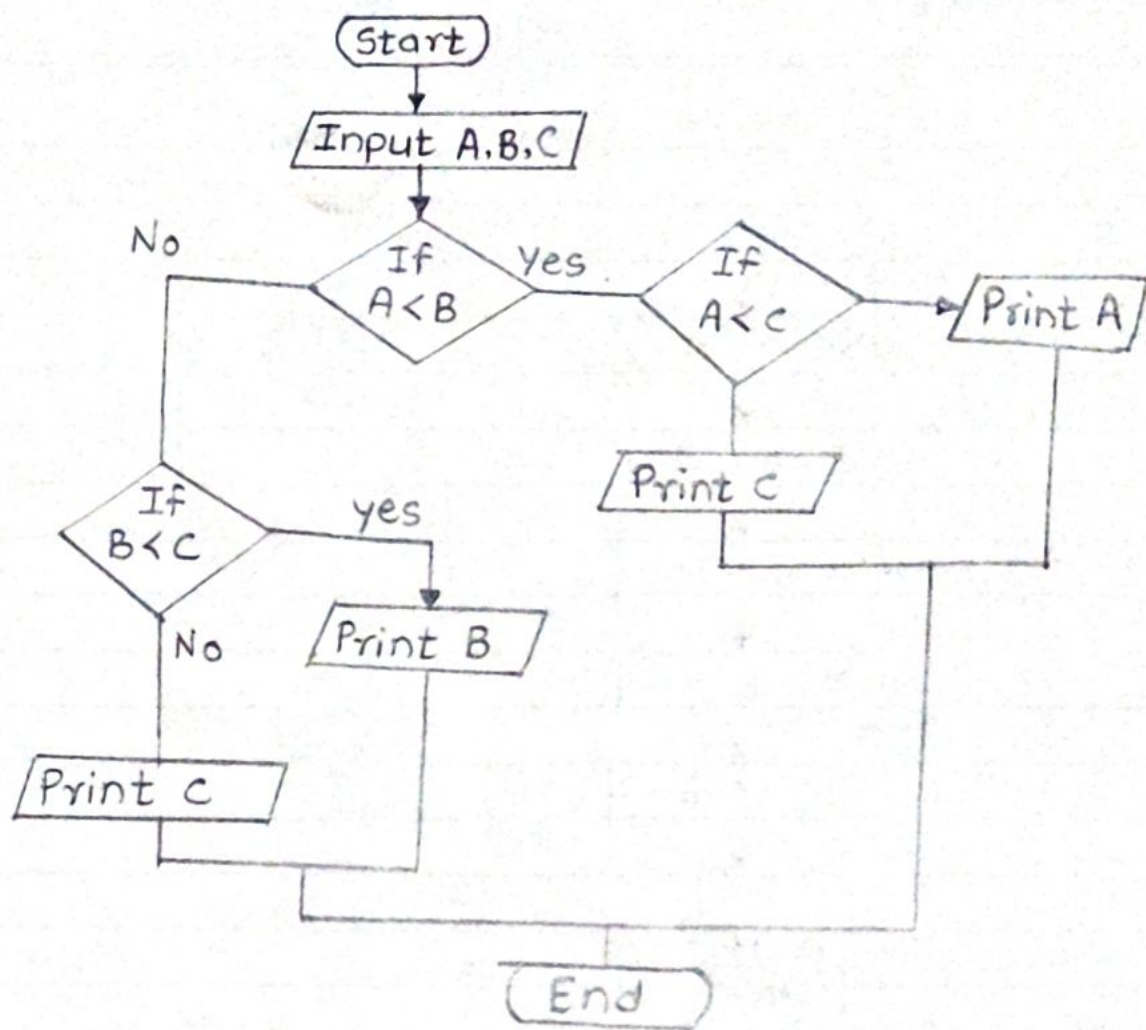 Start
Input A,B,C
No
If
A<B
yes
If
A<C
Print A
Print C
If
B<C
yes
No
Print B
Print C
End